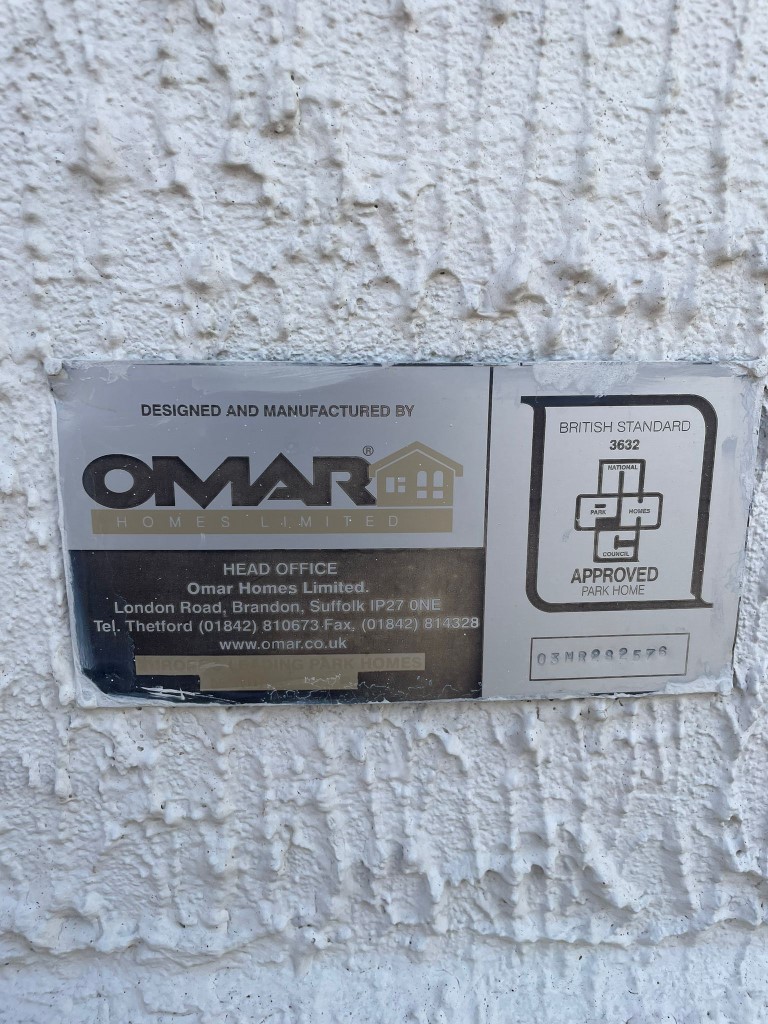 DESIGNED AND MANUFACTURED BY
OMAR®
HOMES LIMITED
HEAD OFFICE
Omar Homes Limited.
London Road, Brandon, Suffolk IP27 0NE
Tel. Thetford (01842) 810673 Fax. (01842) 814328
www.omar.co.uk
PARK HOMES
BRITISH STANDARD
3632
NATIONAL
PARK HOMES
COUNCIL
APPROVED
PARK HOME